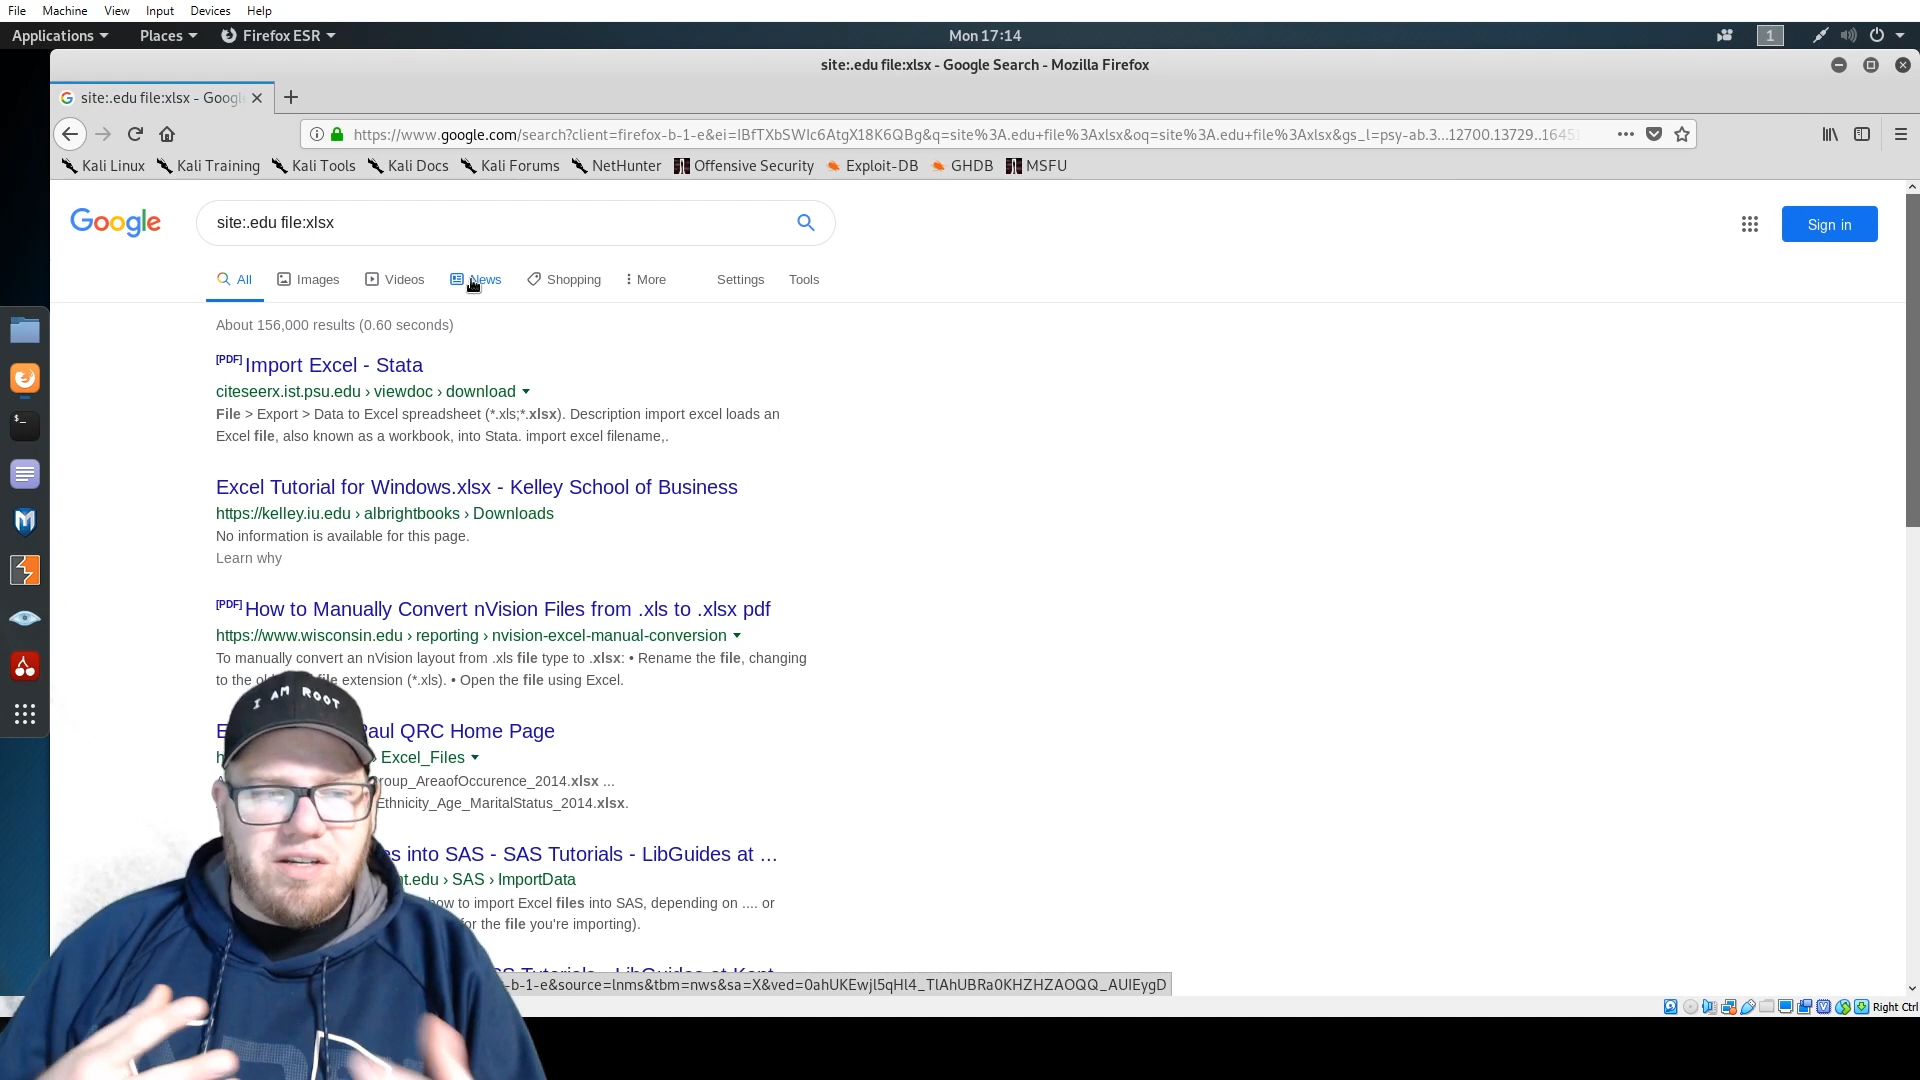 File Machine View Input Devices Help
Applications Places Firefox ESR Mon 17:14 1
site:.edu file:xlsx - Google Search - Mozilla Firefox
site:.edu file:xlsx - Googl
https://www.google.com/search?client=firefox-b-1-e&ei=IBfTXbSWIc6AtgX18K6QBg&q=site%3A.edu+file%3Axlsx&oq=site%3A.edu+file%3Axlsx&gs_l=psy-ab.3...12700.13729..16451
Kali Linux Kali Training Kali Tools Kali Docs Kali Forums NetHunter Offensive Security Exploit-DB GHDB MSFU
Google site:.edu file:xlsx Sign in
All Images Videos News Shopping More Settings Tools
About 156,000 results (0.60 seconds)
[PDF] Import Excel - Stata
citeseerx.ist.psu.edu › viewdoc › download
File > Export > Data to Excel spreadsheet (*.xls;*.xlsx). Description import excel loads an
Excel file, also known as a workbook, into Stata. import excel filename,.
Excel Tutorial for Windows.xlsx - Kelley School of Business
https://kelley.iu.edu › albrightbooks › Downloads
No information is available for this page.
Learn why
[PDF] How to Manually Convert nVision Files from .xls to .xlsx pdf
https://www.wisconsin.edu › reporting › nvision-excel-manual-conversion
To manually convert an nVision layout from .xls file type to .xlsx: • Rename the file, changing
to the file extension (*.xls). • Open the file using Excel.
I AM ROOT
Paul QRC Home Page
› Excel_Files
roup_AreaofOccurence_2014.xlsx ...
Ethnicity_Age_MaritalStatus_2014.xlsx.
es into SAS - SAS Tutorials - LibGuides at ...
nt.edu › SAS › ImportData
how to import Excel files into SAS, depending on .... or
for the file you're importing).
SS Tutorials - LibGuides at Kent
-b-1-e&source=lnms&tbm=nws&sa=X&ved=0ahUKEwjl5qHl4_TlAhUBRa0KHZHZAOQQ_AUIEygD
Right Ctrl